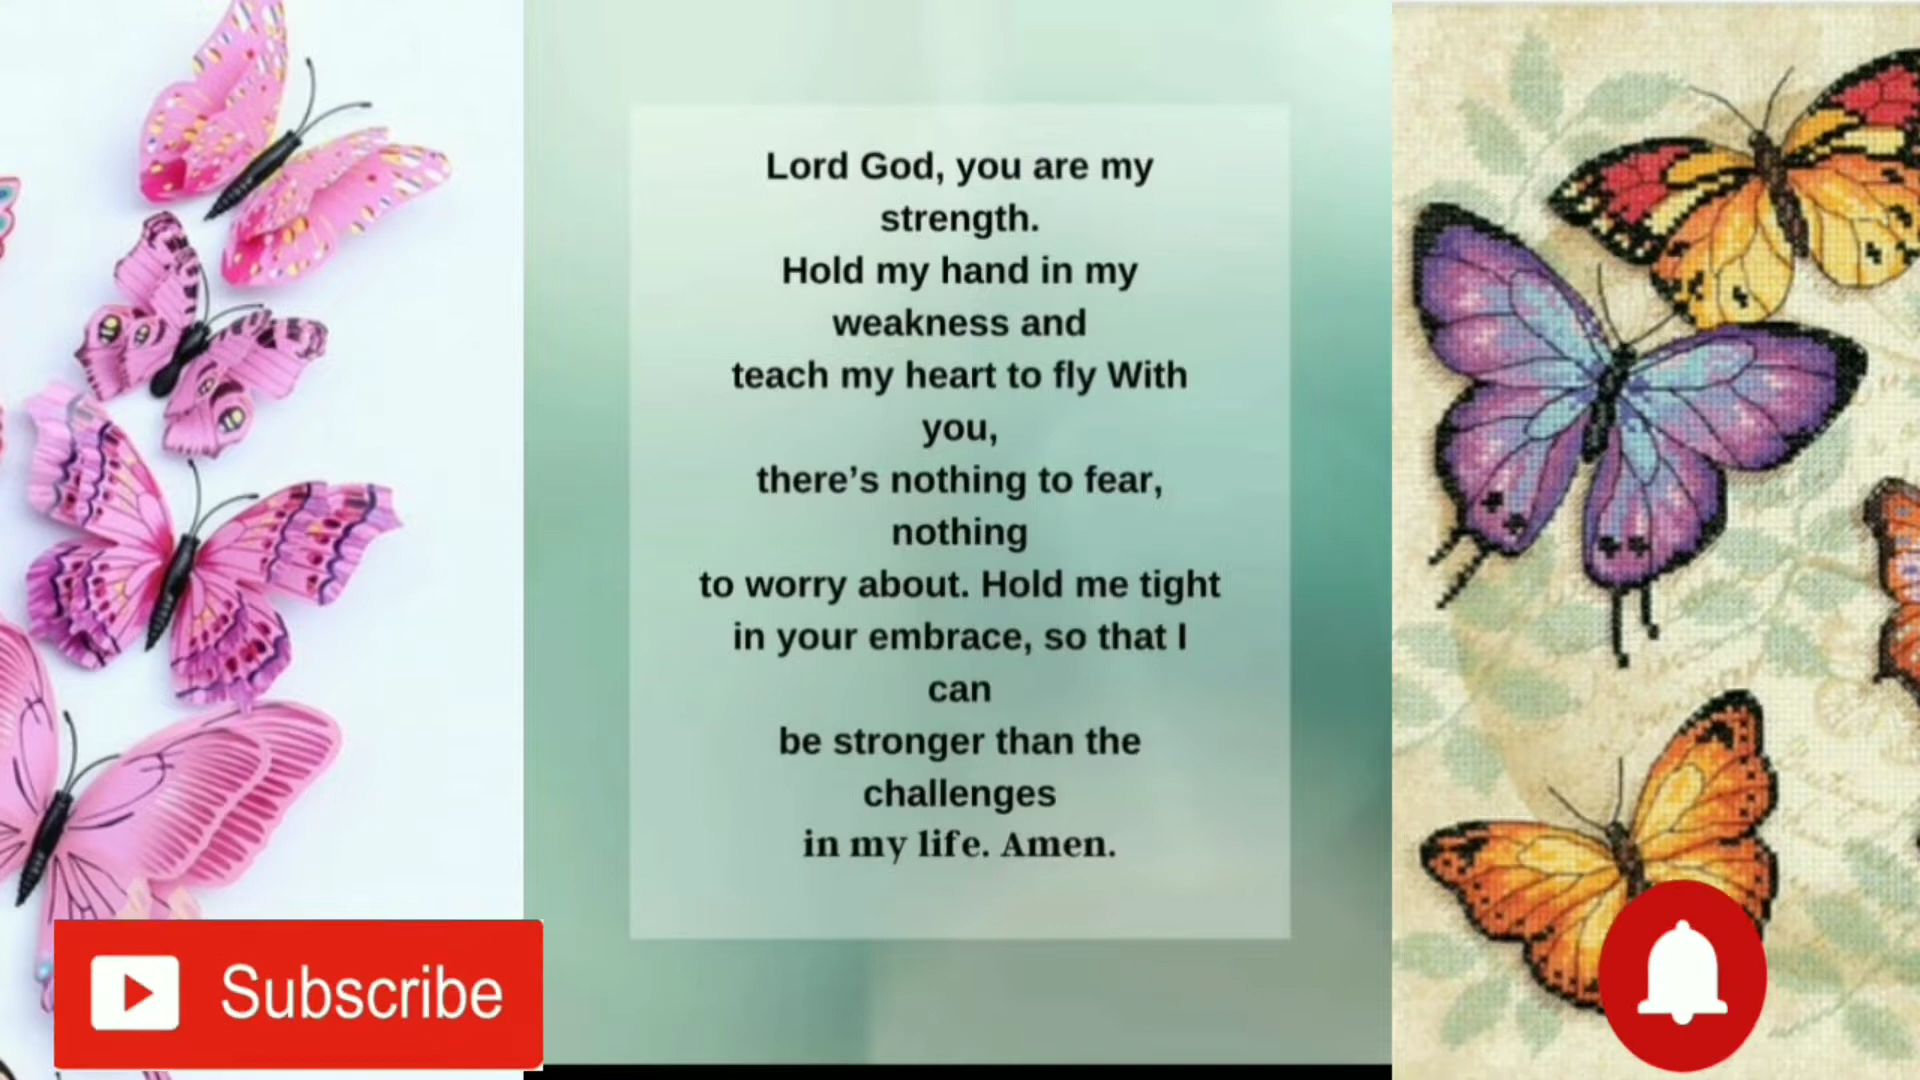 Lord God, you are my
strength.
Hold my hand in my
weakness and
teach my heart to fly With
you,
there’s nothing to fear,
nothing
to worry about. Hold me tight
in your embrace, so that I
can
be stronger than the
challenges
in my life. Amen.
Subscribe